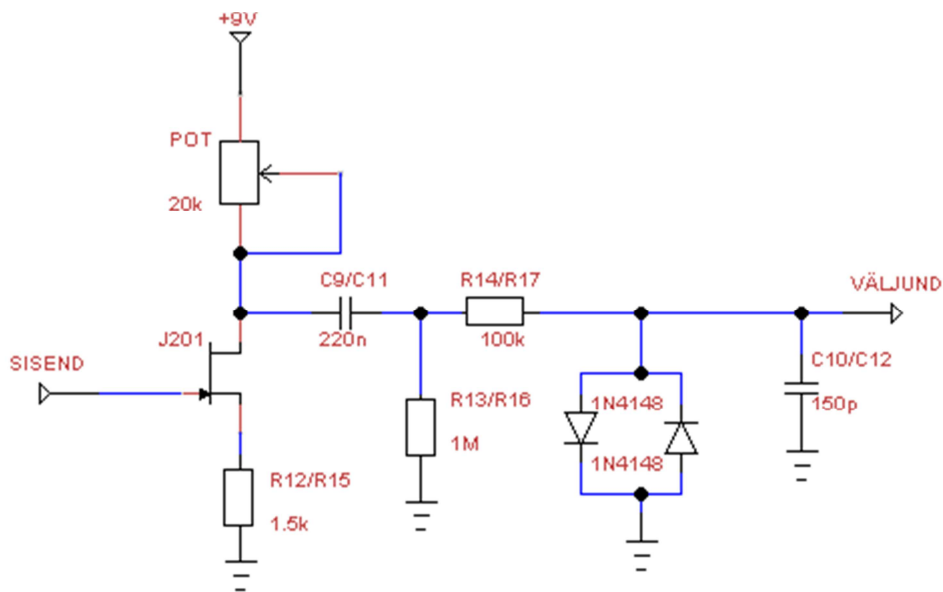 +9V
POT
20k
C9/C11
220n
R14/R17
100k
VÄLJUND
J201
SISEND
C10/C12
150p
R13/R16
1M
1N4148
1N4148
R12/R15
1.5k